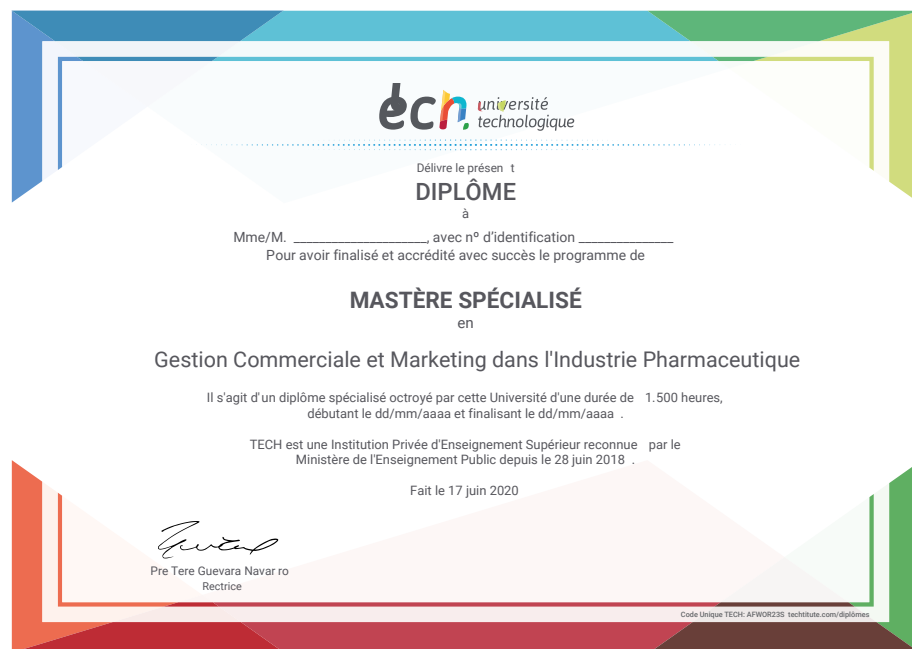 tech université
technologique
Délivre le présen t
DIPLÔME
à
Mme/M. ____________________, avec nº d'identification ______________
Pour avoir finalisé et accrédité avec succès le programme de
MASTÈRE SPÉCIALISÉ
en
Gestion Commerciale et Marketing dans l'Industrie Pharmaceutique
Il s'agit d'un diplôme spécialisé octroyé par cette Université d'une durée de 1.500 heures,
débutant le dd/mm/aaaa et finalisant le dd/mm/aaaa .
TECH est une Institution Privée d'Enseignement Supérieur reconnue par le
Ministère de l'Enseignement Public depuis le 28 juin 2018 .
Fait le 17 juin 2020
Pre Tere Guevara Navar ro
Rectrice
Code Unique TECH: AFWOR23S techtitute.com/diplômes